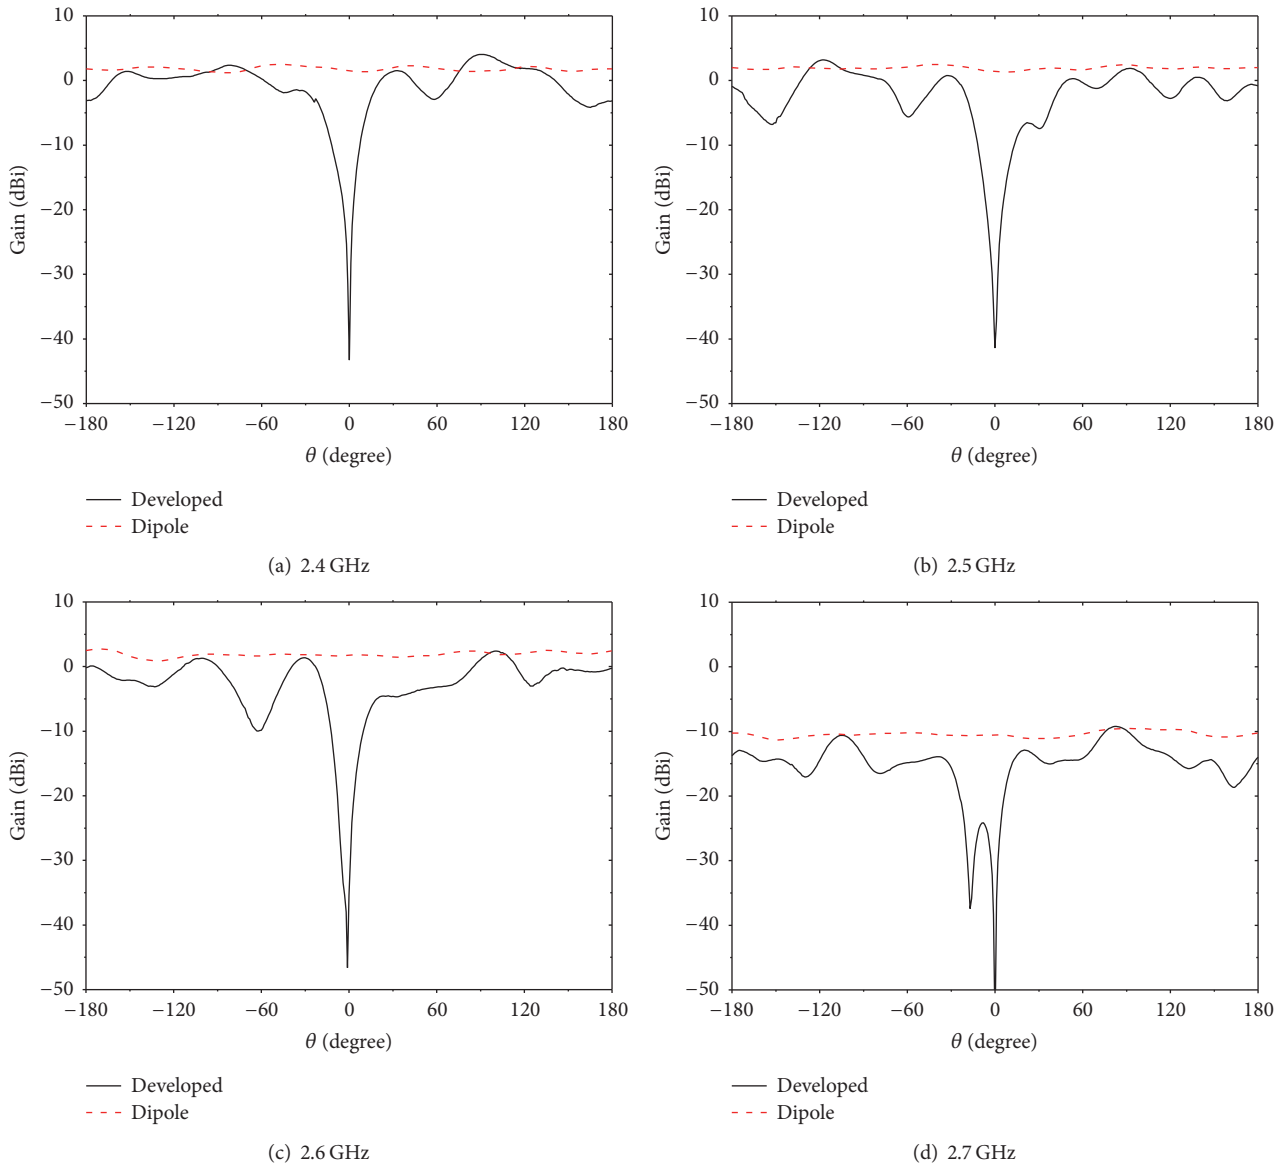 10
0
−10
−20
−30
−40
−50
Gain (dBi)
−180 −120 −60 0 60 120 180
θ (degree)
Developed
Dipole
(a) 2.4 GHz
10
0
−10
−20
−30
−40
−50
Gain (dBi)
−180 −120 −60 0 60 120 180
θ (degree)
Developed
Dipole
(b) 2.5 GHz
10
0
−10
−20
−30
−40
−50
Gain (dBi)
−180 −120 −60 0 60 120 180
θ (degree)
Developed
Dipole
(c) 2.6 GHz
10
0
−10
−20
−30
−40
−50
Gain (dBi)
−180 −120 −60 0 60 120 180
θ (degree)
Developed
Dipole
(d) 2.7 GHz